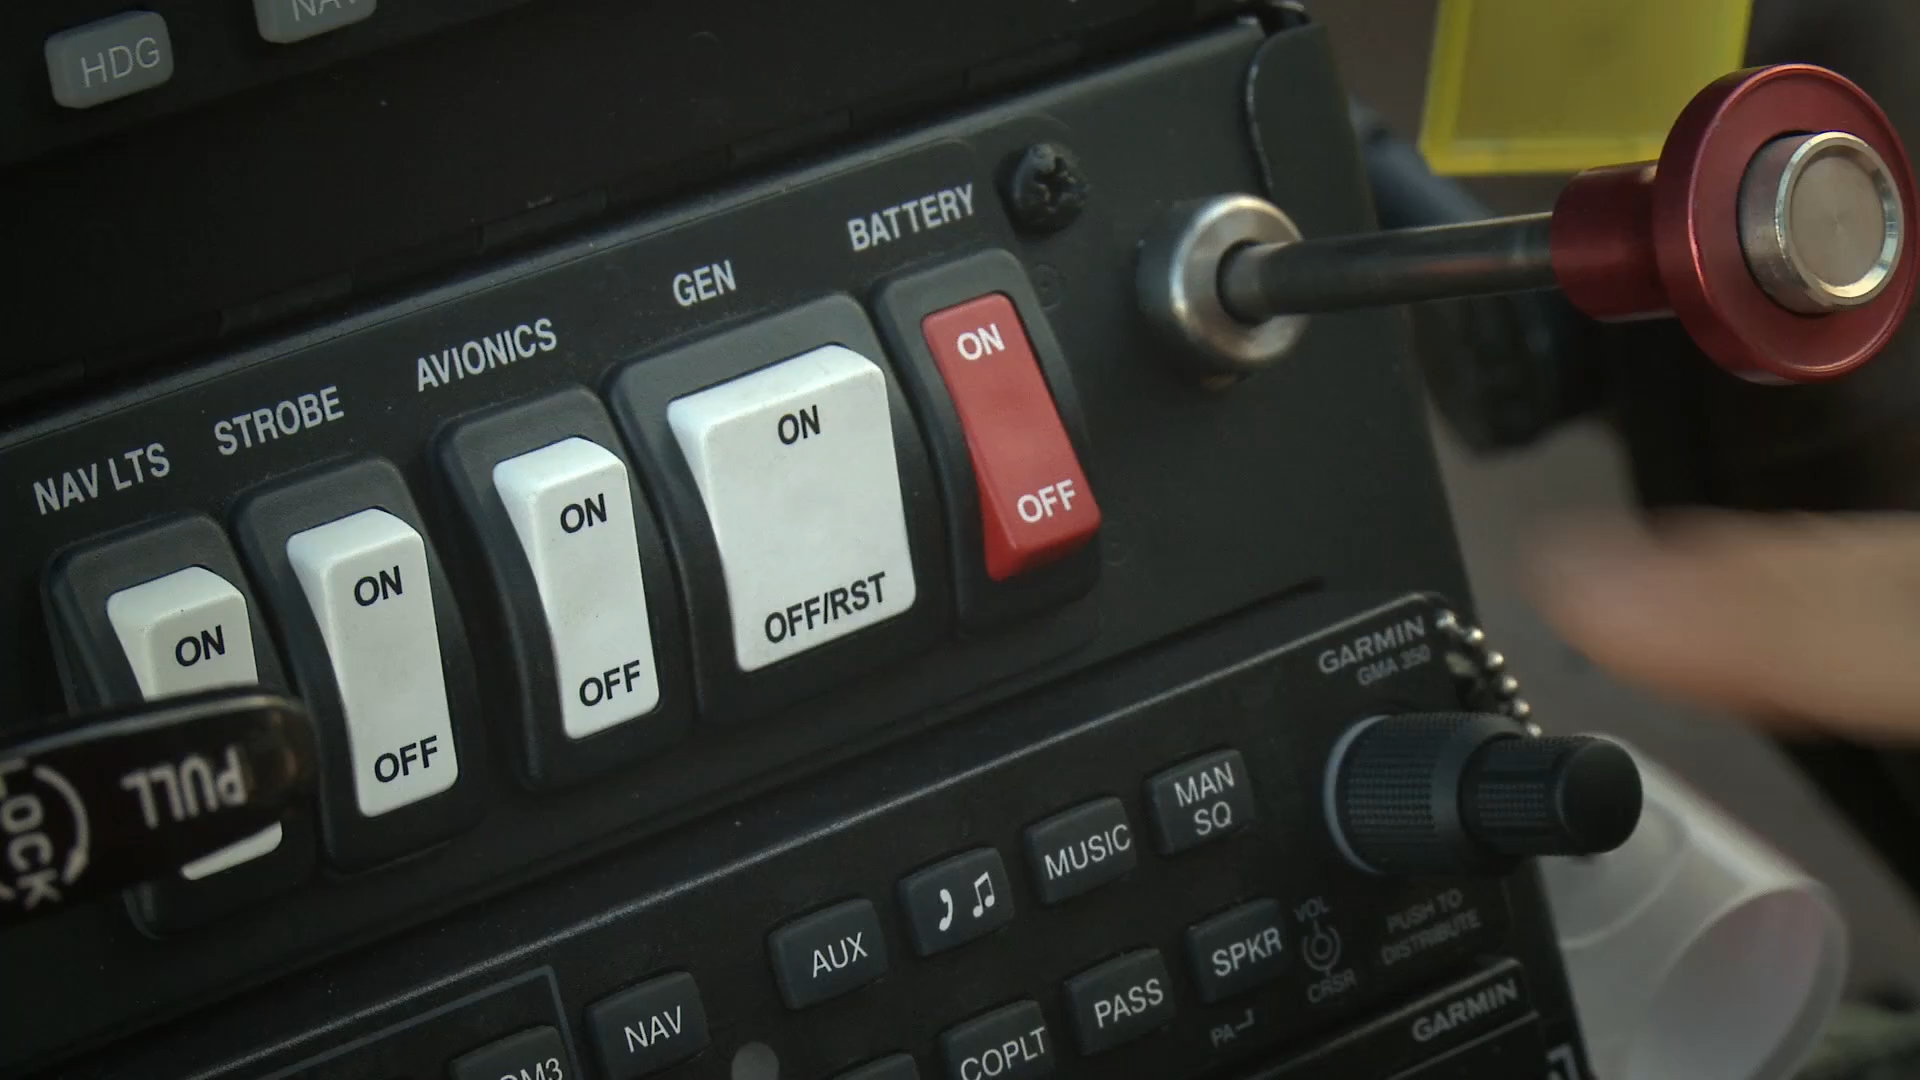 HDG
NAV
BATTERY
GEN
AVIONICS
STROBE
NAV LTS
ON
OFF
ON
OFF/RST
ON
OFF
ON
OFF
ON
PULL
LOCK
GARMIN
GMA 350
MAN
SQ
MUSIC
AUX
SPKR
PASS
COPLT
NAV
VOL
CRSR
PUSH TO
DISTRIBUTE
PA
GARMIN